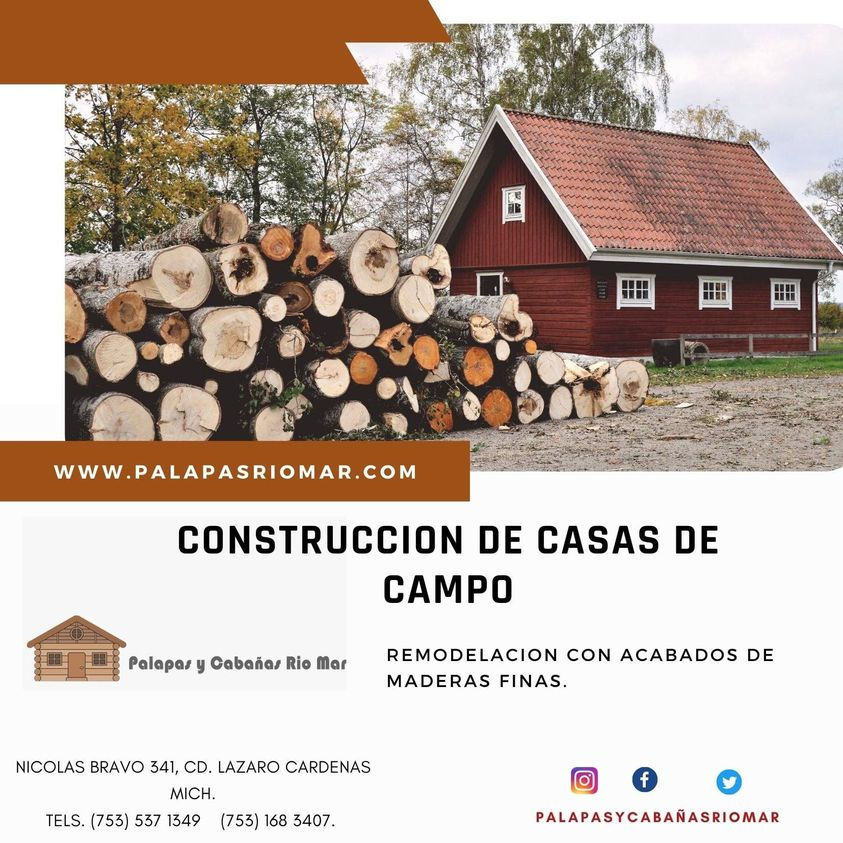 WWW.PALAPASRIOMAR.COM
CONSTRUCCION DE CASAS DE
CAMPO
Palapas y Cabañas Rio Mar
REMODELACION CON ACABADOS DE
MADERAS FINAS.
NICOLAS BRAVO 341, CD. LAZARO CARDENAS
MICH.
TELS. (753) 537 1349 (753) 168 3407.
PALAPASYCABAÑASRIOMAR